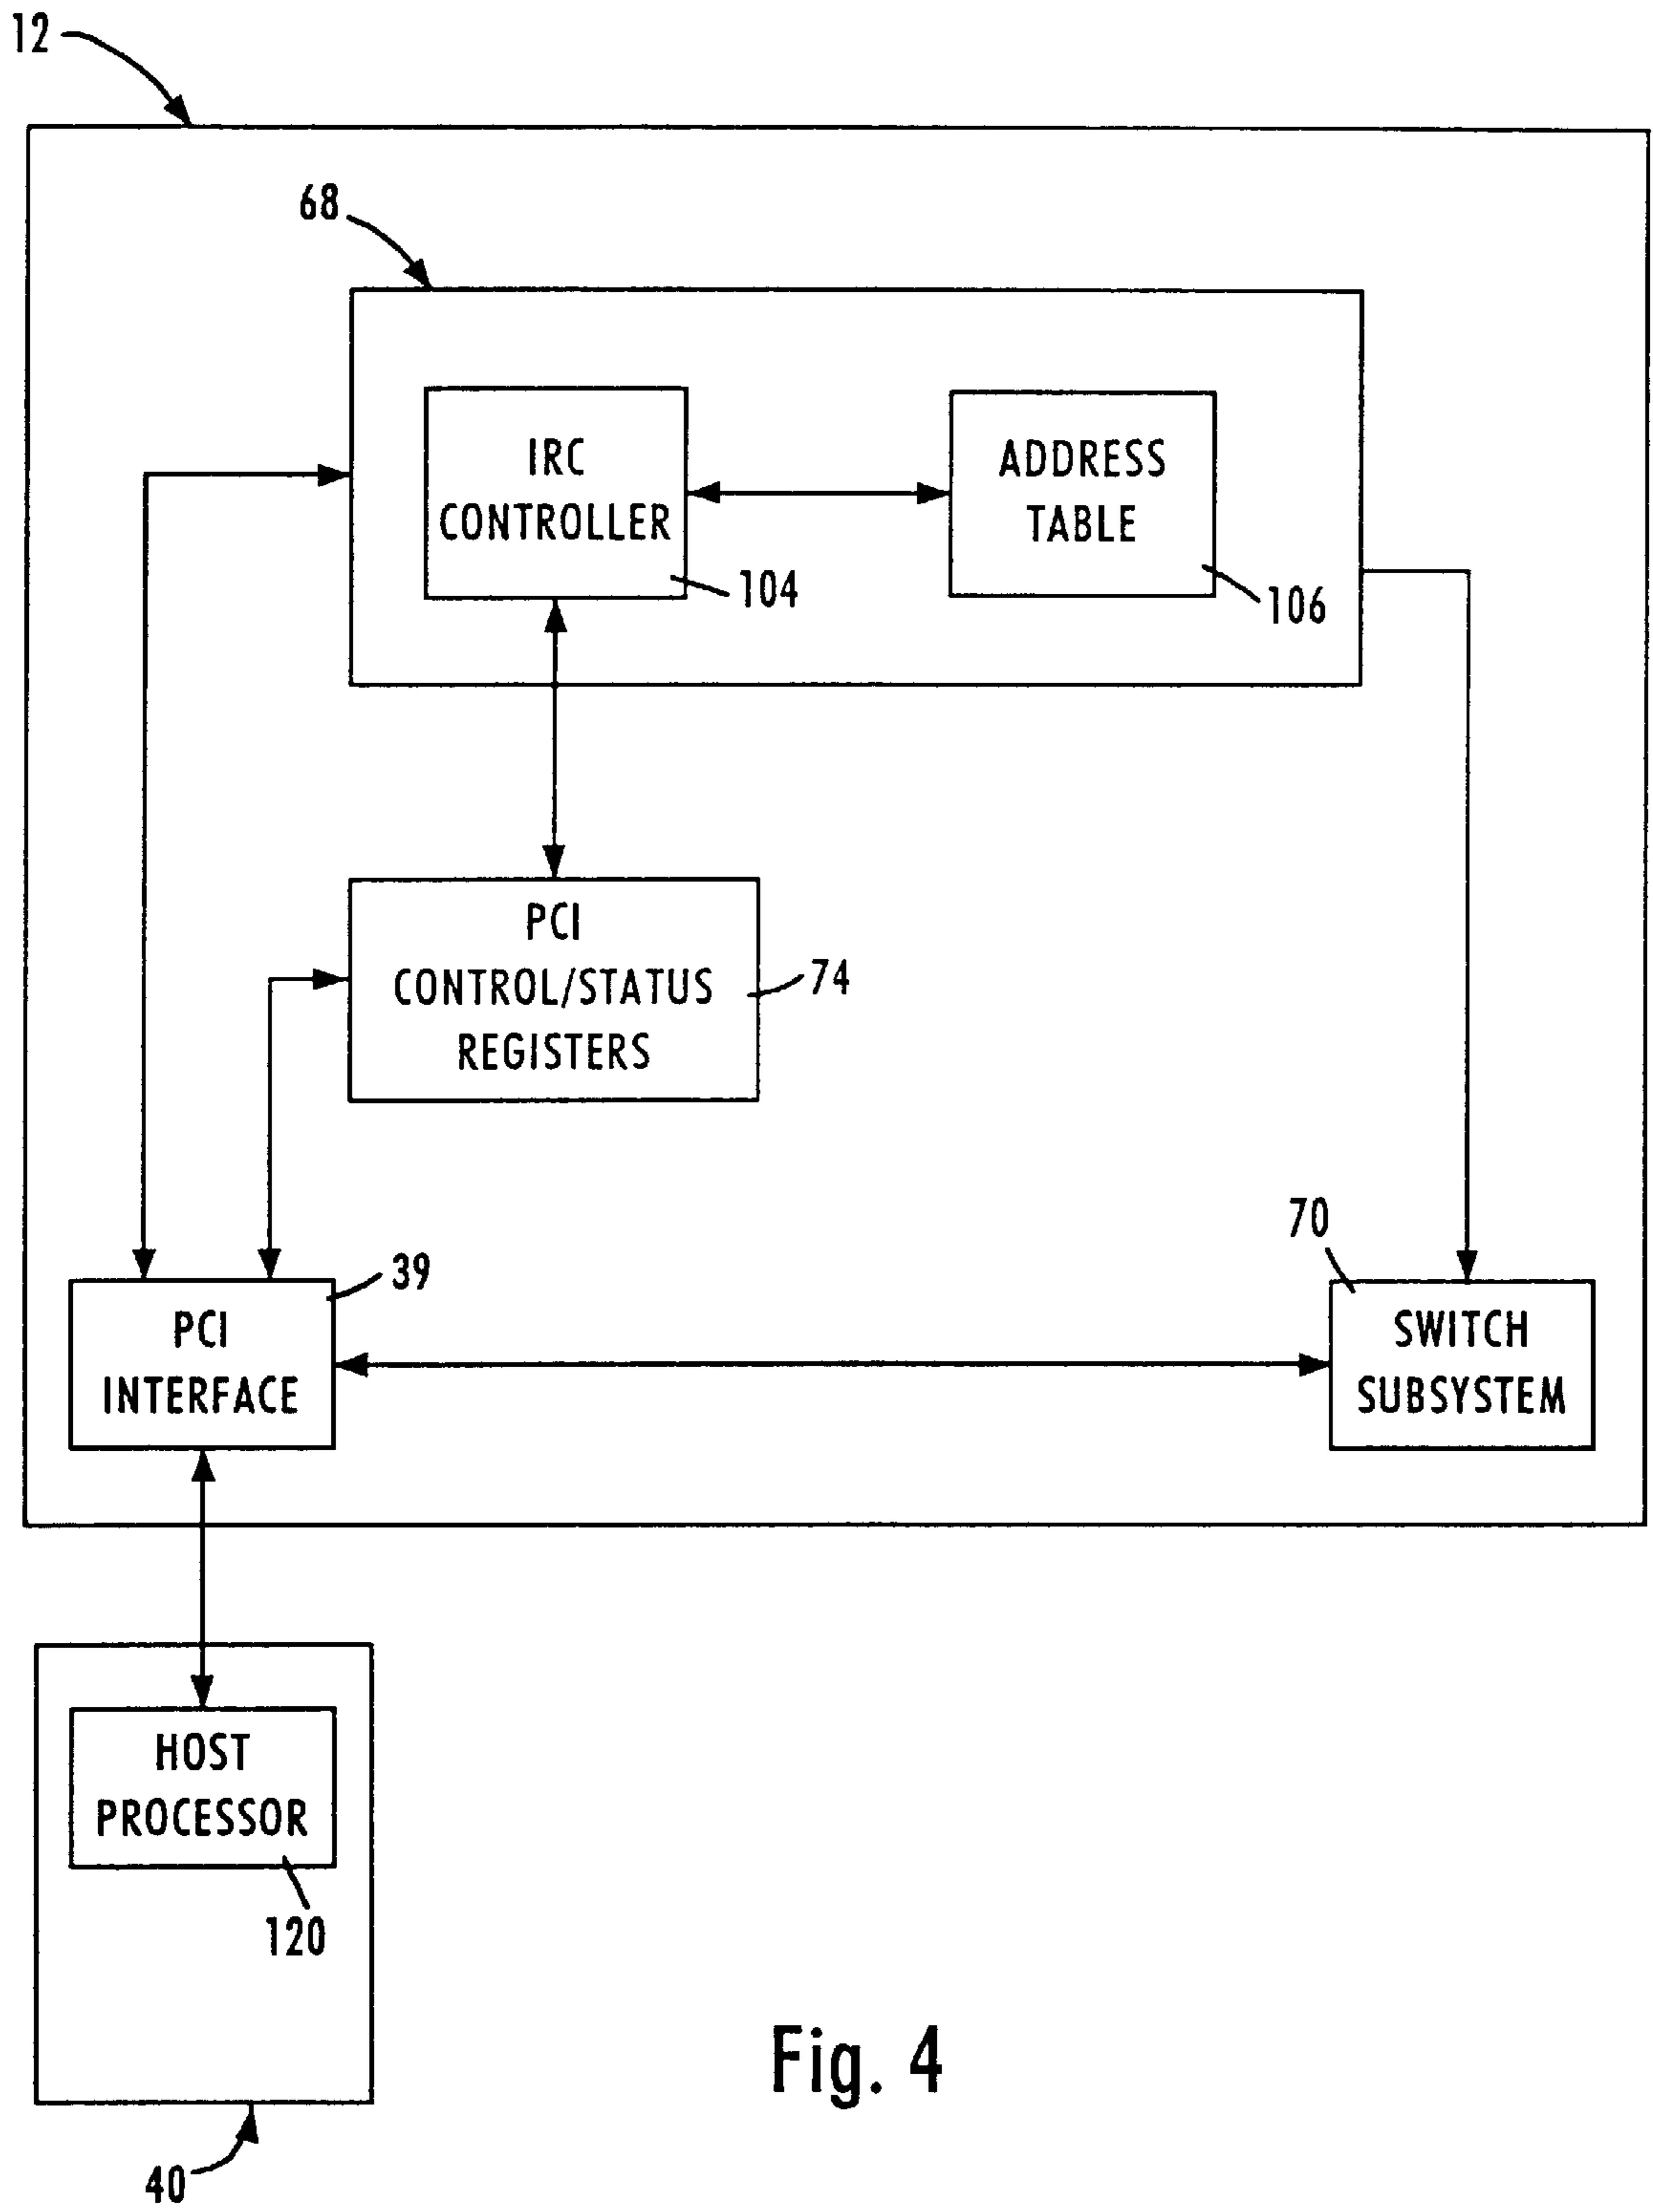 12
68
IRC
CONTROLLER
104
ADDRESS
TABLE
106
PCI
CONTROL/STATUS
REGISTERS
74
39
PCI
INTERFACE
70
SWITCH
SUBSYSTEM
HOST
PROCESSOR
120
40
Fig. 4